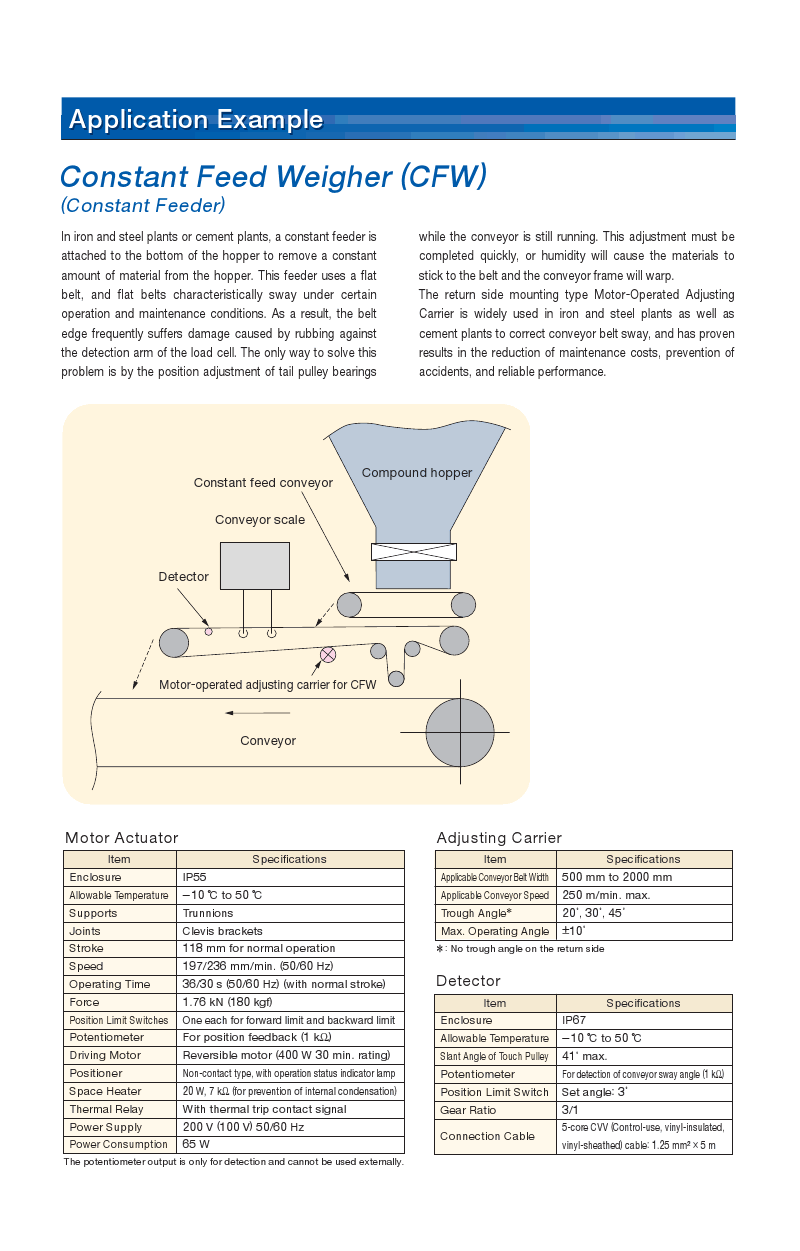 Application Example
Constant Feed Weigher (CFW)
(Constant Feeder)
In iron and steel plants or cement plants, a constant feeder is
attached to the bottom of the hopper to remove a constant
amount of material from the hopper. This feeder uses a flat
belt, and flat belts characteristically sway under certain
operation and maintenance conditions. As a result, the belt
edge frequently suffers damage caused by rubbing against
the detection arm of the load cell. The only way to solve this
problem is by the position adjustment of tail pulley bearings
while the conveyor is still running. This adjustment must be
completed quickly, or humidity will cause the materials to
stick to the belt and the conveyor frame will warp.
The return side mounting type Motor-Operated Adjusting
Carrier is widely used in iron and steel plants as well as
cement plants to correct conveyor belt sway, and has proven
results in the reduction of maintenance costs, prevention of
accidents, and reliable performance.
Compound hopper
Constant feed conveyor
Conveyor scale
Detector
Motor-operated adjusting carrier for CFW
Conveyor
Motor Actuator
Item Specifications
Enclosure IP55
Allowable Temperature −10 ℃ to 50 ℃
Supports Trunnions
Joints Clevis brackets
Stroke 118 mm for normal operation
Speed 197/236 mm/min. (50/60 Hz)
Operating Time 36/30 s (50/60 Hz) (with normal stroke)
Force 1.76 kN (180 kgf)
Position Limit Switches One each for forward limit and backward limit
Potentiometer For position feedback (1 kΩ)
Driving Motor Reversible motor (400 W 30 min. rating)
Positioner Non-contact type, with operation status indicator lamp
Space Heater 20 W, 7 kΩ (for prevention of internal condensation)
Thermal Relay With thermal trip contact signal
Power Supply 200 V (100 V) 50/60 Hz
Power Consumption 65 W
The potentiometer output is only for detection and cannot be used externally.
Adjusting Carrier
Item Specifications
Applicable Conveyor Belt Width 500 mm to 2000 mm
Applicable Conveyor Speed 250 m/min. max.
Trough Angle* 20˚, 30˚, 45˚
Max. Operating Angle ±10˚
*: No trough angle on the return side
Detector
Item Specifications
Enclosure IP67
Allowable Temperature −10 ℃ to 50 ℃
Slant Angle of Touch Pulley 41˚ max.
Potentiometer For detection of conveyor sway angle (1 kΩ)
Position Limit Switch Set angle: 3˚
Gear Ratio 3/1
Connection Cable 5-core CVV (Control-use, vinyl-insulated,
vinyl-sheathed) cable: 1.25 mm² × 5 m